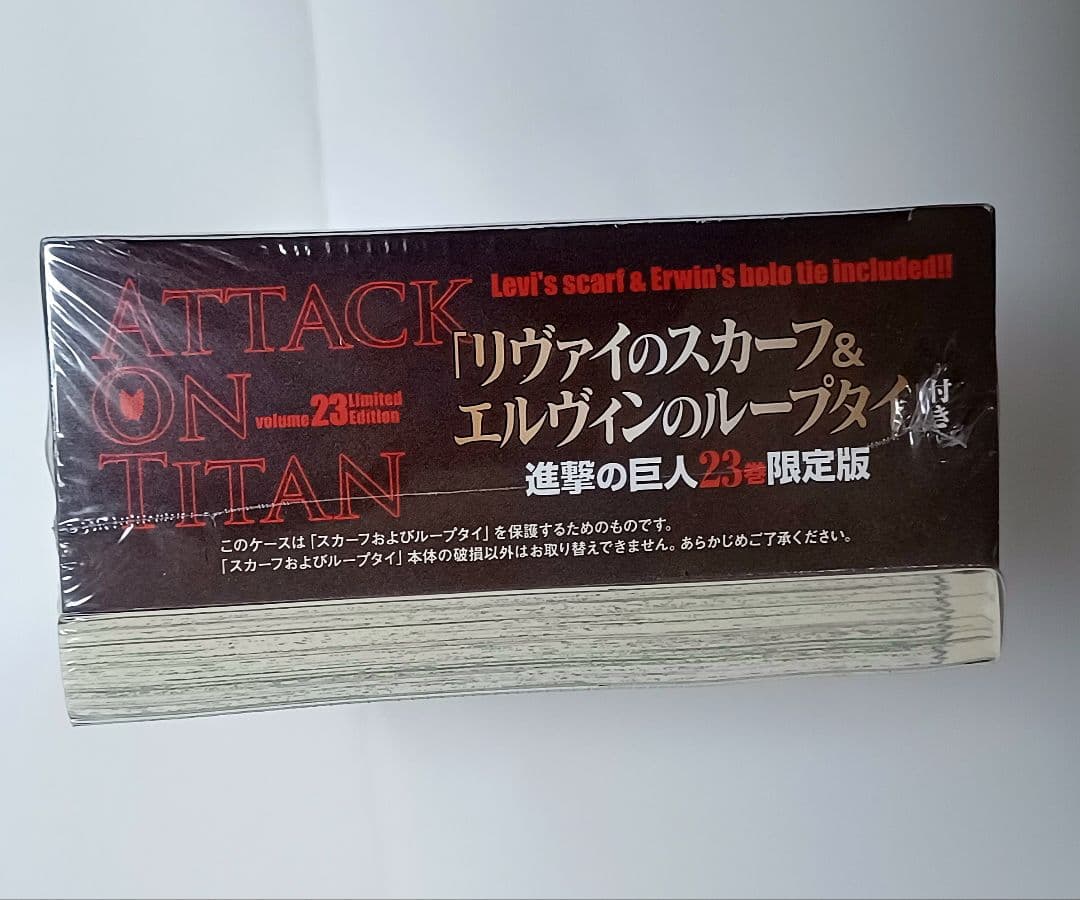 ATTACK
ON
TITAN
volume 23 Limited Edition
Levi's scarf & Erwin's bolo tie included!!
「リヴァイのスカーフ&
エルヴィンのループタイ」付き
進撃の巨人23巻限定版
このケースは「スカーフおよびループタイ」を保護するためのものです。
「スカーフおよびループタイ」本体の破損以外はお取り替えできません。あらかじめご了承ください。